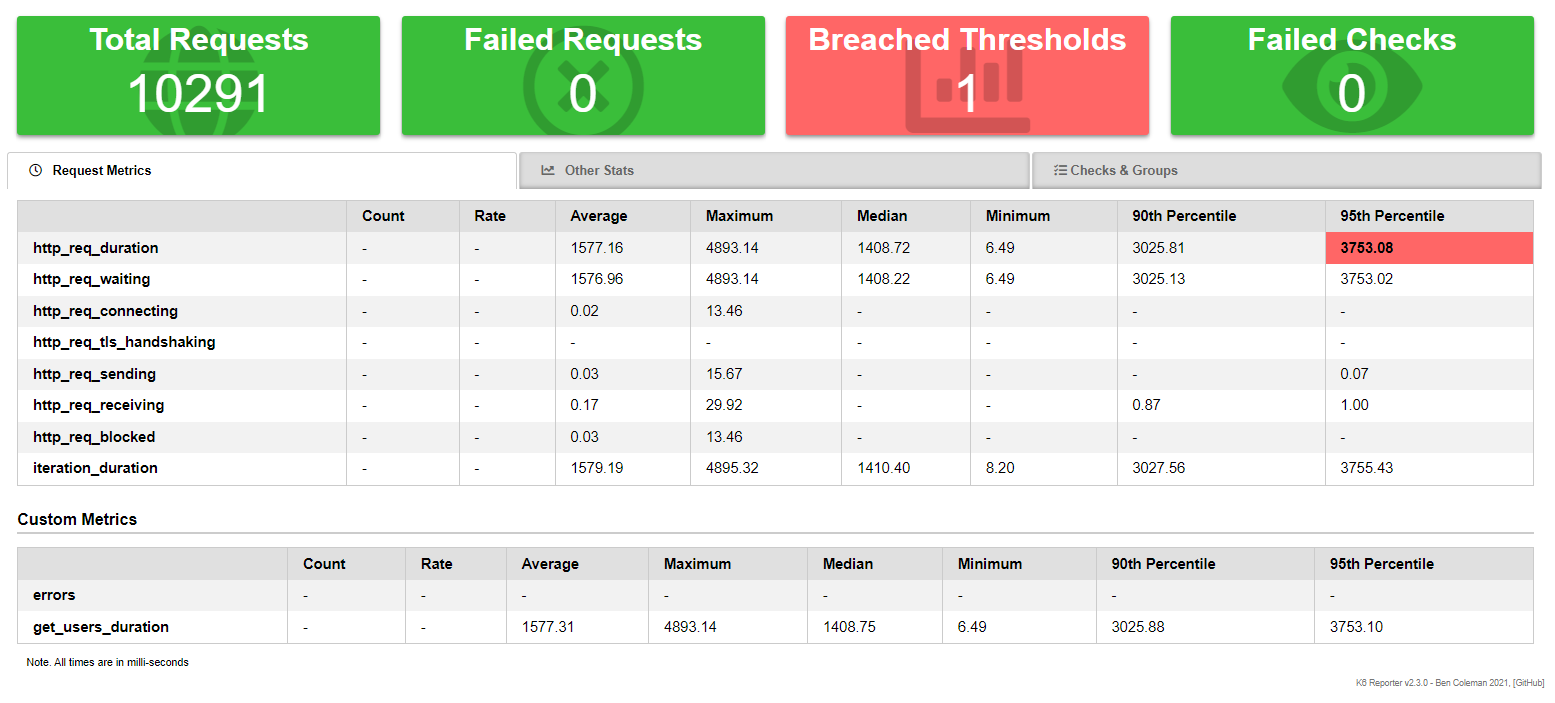 Total Requests Failed Requests Breached Thresholds Failed Checks
10291 0 1 0
Request Metrics Other Stats Checks & Groups
Count Rate Average Maximum Median Minimum 90th Percentile 95th Percentile
http_req_duration - - 1577.16 4893.14 1408.72 6.49 3025.81 3753.08
http_req_waiting - - 1576.96 4893.14 1408.22 6.49 3025.13 3753.02
http_req_connecting - - 0.02 13.46 - - - -
http_req_tls_handshaking - - - - - - - -
http_req_sending - - 0.03 15.67 - - - 0.07
http_req_receiving - - 0.17 29.92 - - 0.87 1.00
http_req_blocked - - 0.03 13.46 - - - -
iteration_duration - - 1579.19 4895.32 1410.40 8.20 3027.56 3755.43
Custom Metrics
Count Rate Average Maximum Median Minimum 90th Percentile 95th Percentile
errors - - - - - - - -
get_users_duration - - 1577.31 4893.14 1408.75 6.49 3025.88 3753.10
Note. All times are in milli-seconds
K6 Reporter v2.3.0 - Ben Coleman 2021, [GitHub]